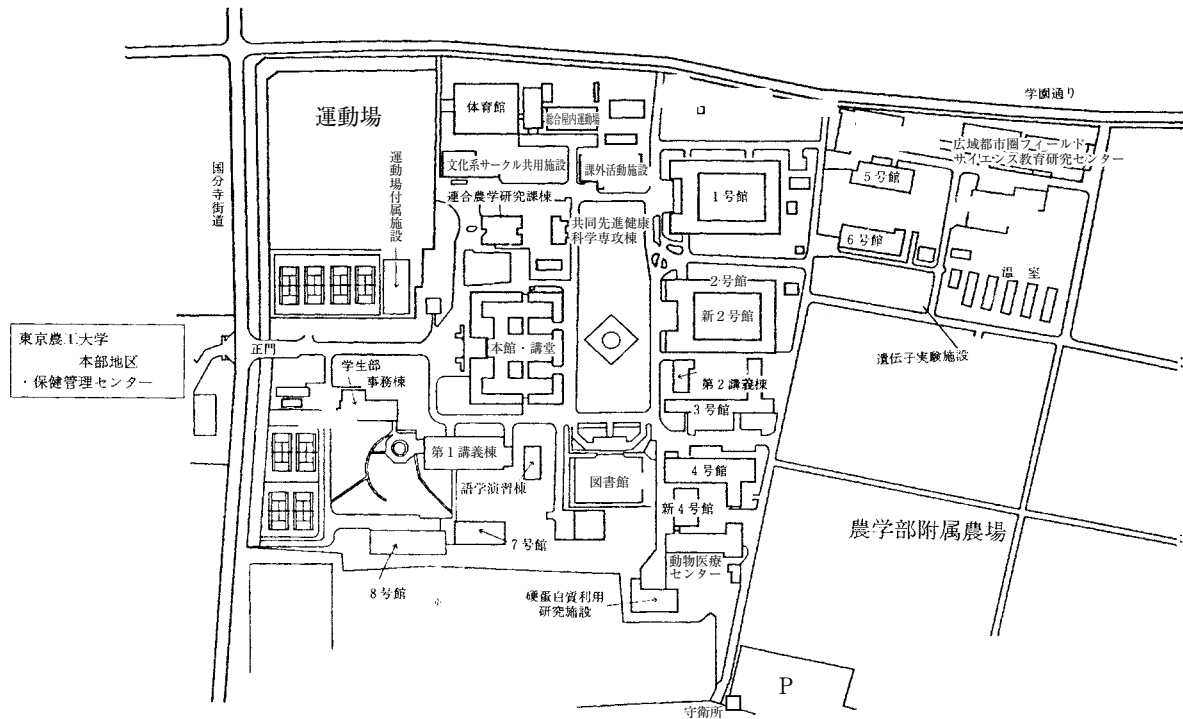 学園通り
運動場
体育館
総合屋内運動場
広域都市圏フィールド
サイエンス教育研究センター
国分寺街道
運動場付属施設
文化系サークル共用施設
課外活動施設
5号館
1号館
連合農学研究課棟
共同先進健康
科学専攻棟
6号館
温室
2号館
新2号館
東京農工大学
本部地区
・保健管理センター
正門
本館・講堂
遺伝子実験施設
学生部
事務棟
第2講義棟
3号館
第1講義棟
4号館
語学演習棟
図書館
新4号館
農学部附属農場
7号館
動物医療
センター
8号館
硬蛋白質利用
研究施設
P
守衛所